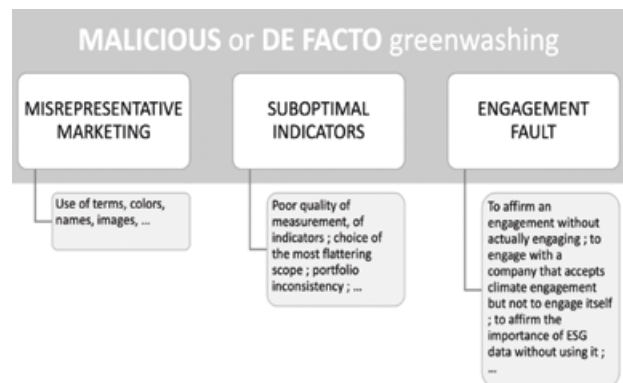 MALICIOUS or DE FACTO greenwashing
MISREPRESENTATIVE
MARKETING
Use of terms, colors,
names, images, ...
SUBOPTIMAL
INDICATORS
Poor quality of
measurement, of
indicators ; choice of
the most flattering
scope ; portfolio
inconsistency ; ...
ENGAGEMENT
FAULT
To affirm an
engagement without
actually engaging ; to
engage with a
company that accepts
climate engagement
but not to engage itself
; to affirm the
importance of ESG
data without using it ;
...